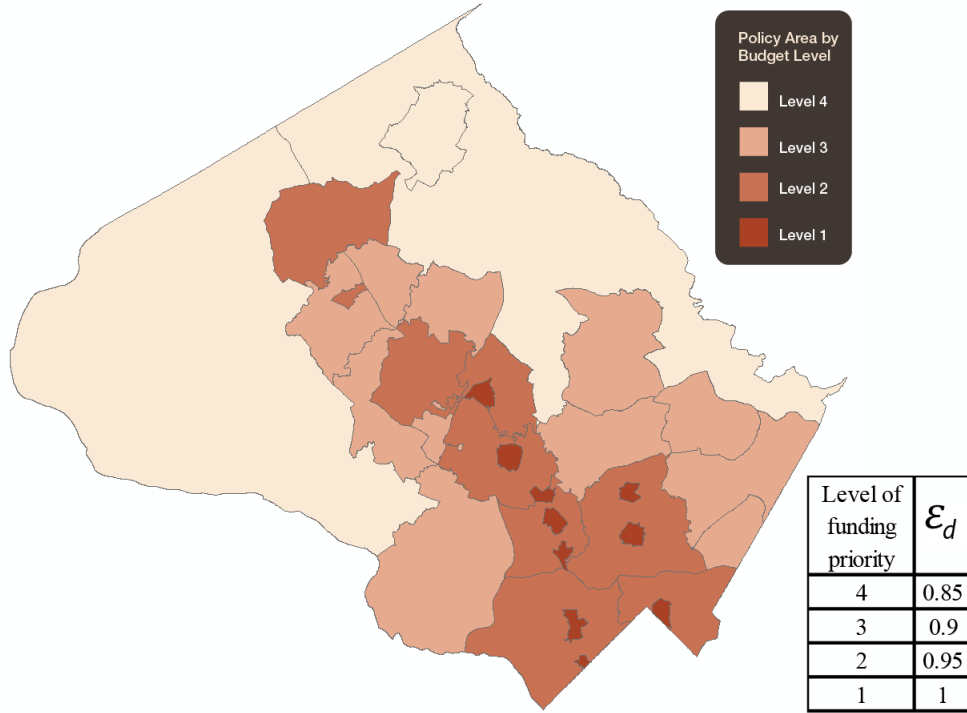 Policy Area by
Budget Level
Level 4
Level 3
Level 2
Level 1
Level of
funding
priority
ε_d
4 0.85
3 0.9
2 0.95
1 1